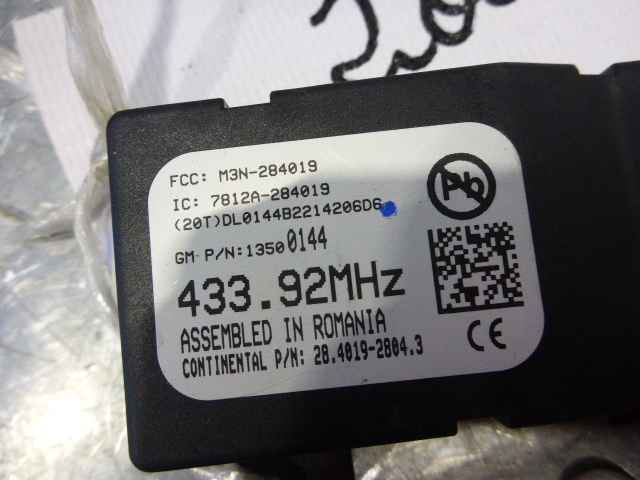 FCC: M3N-284019
IC: 7812A-284019
(20T)DL0144B2214206D6
Pb
GM P/N:13500144
433.92MHz
ASSEMBLED IN ROMANIA
CONTINENTAL P/N: 28.4019-2804.3
CE